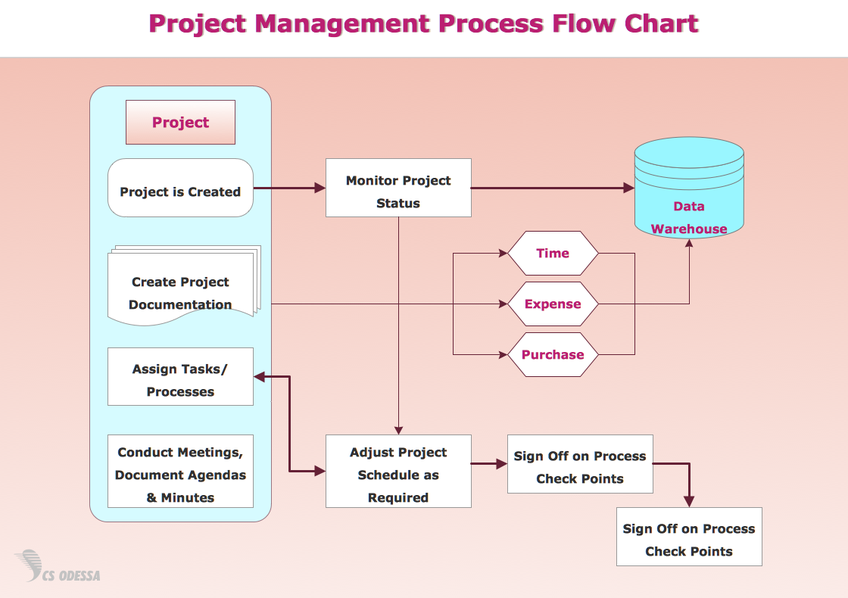 Project Management Process Flow Chart
Project
Project is Created
Monitor Project
Status
Data
Warehouse
Create Project
Documentation
Time
Expense
Purchase
Assign Tasks/
Processes
Conduct Meetings,
Document Agendas
& Minutes
Adjust Project
Schedule as
Required
Sign Off on Process
Check Points
Sign Off on Process
Check Points
CS ODESSA